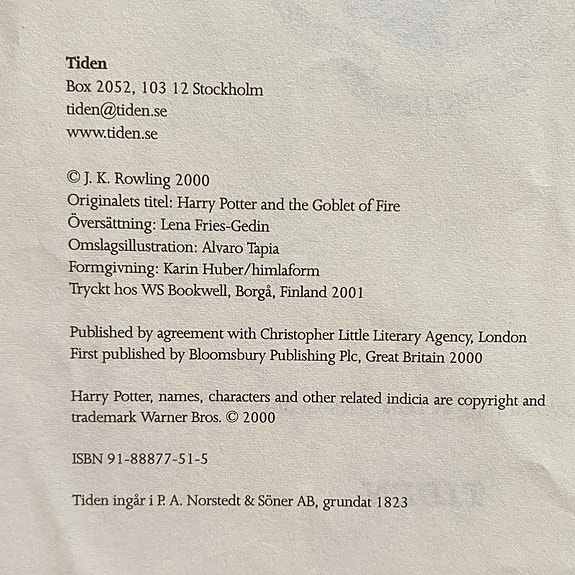 Tiden
Box 2052, 103 12 Stockholm
tiden@tiden.se
www.tiden.se
© J. K. Rowling 2000
Originalets titel: Harry Potter and the Goblet of Fire
Översättning: Lena Fries-Gedin
Omslagsillustration: Alvaro Tapia
Formgivning: Karin Huber/himlaform
Tryckt hos WS Bookwell, Borgå, Finland 2001
Published by agreement with Christopher Little Literary Agency, London
First published by Bloomsbury Publishing Plc, Great Britain 2000
Harry Potter, names, characters and other related indicia are copyright and
trademark Warner Bros. © 2000
ISBN 91-88877-51-5
Tiden ingår i P. A. Norstedt & Söner AB, grundat 1823